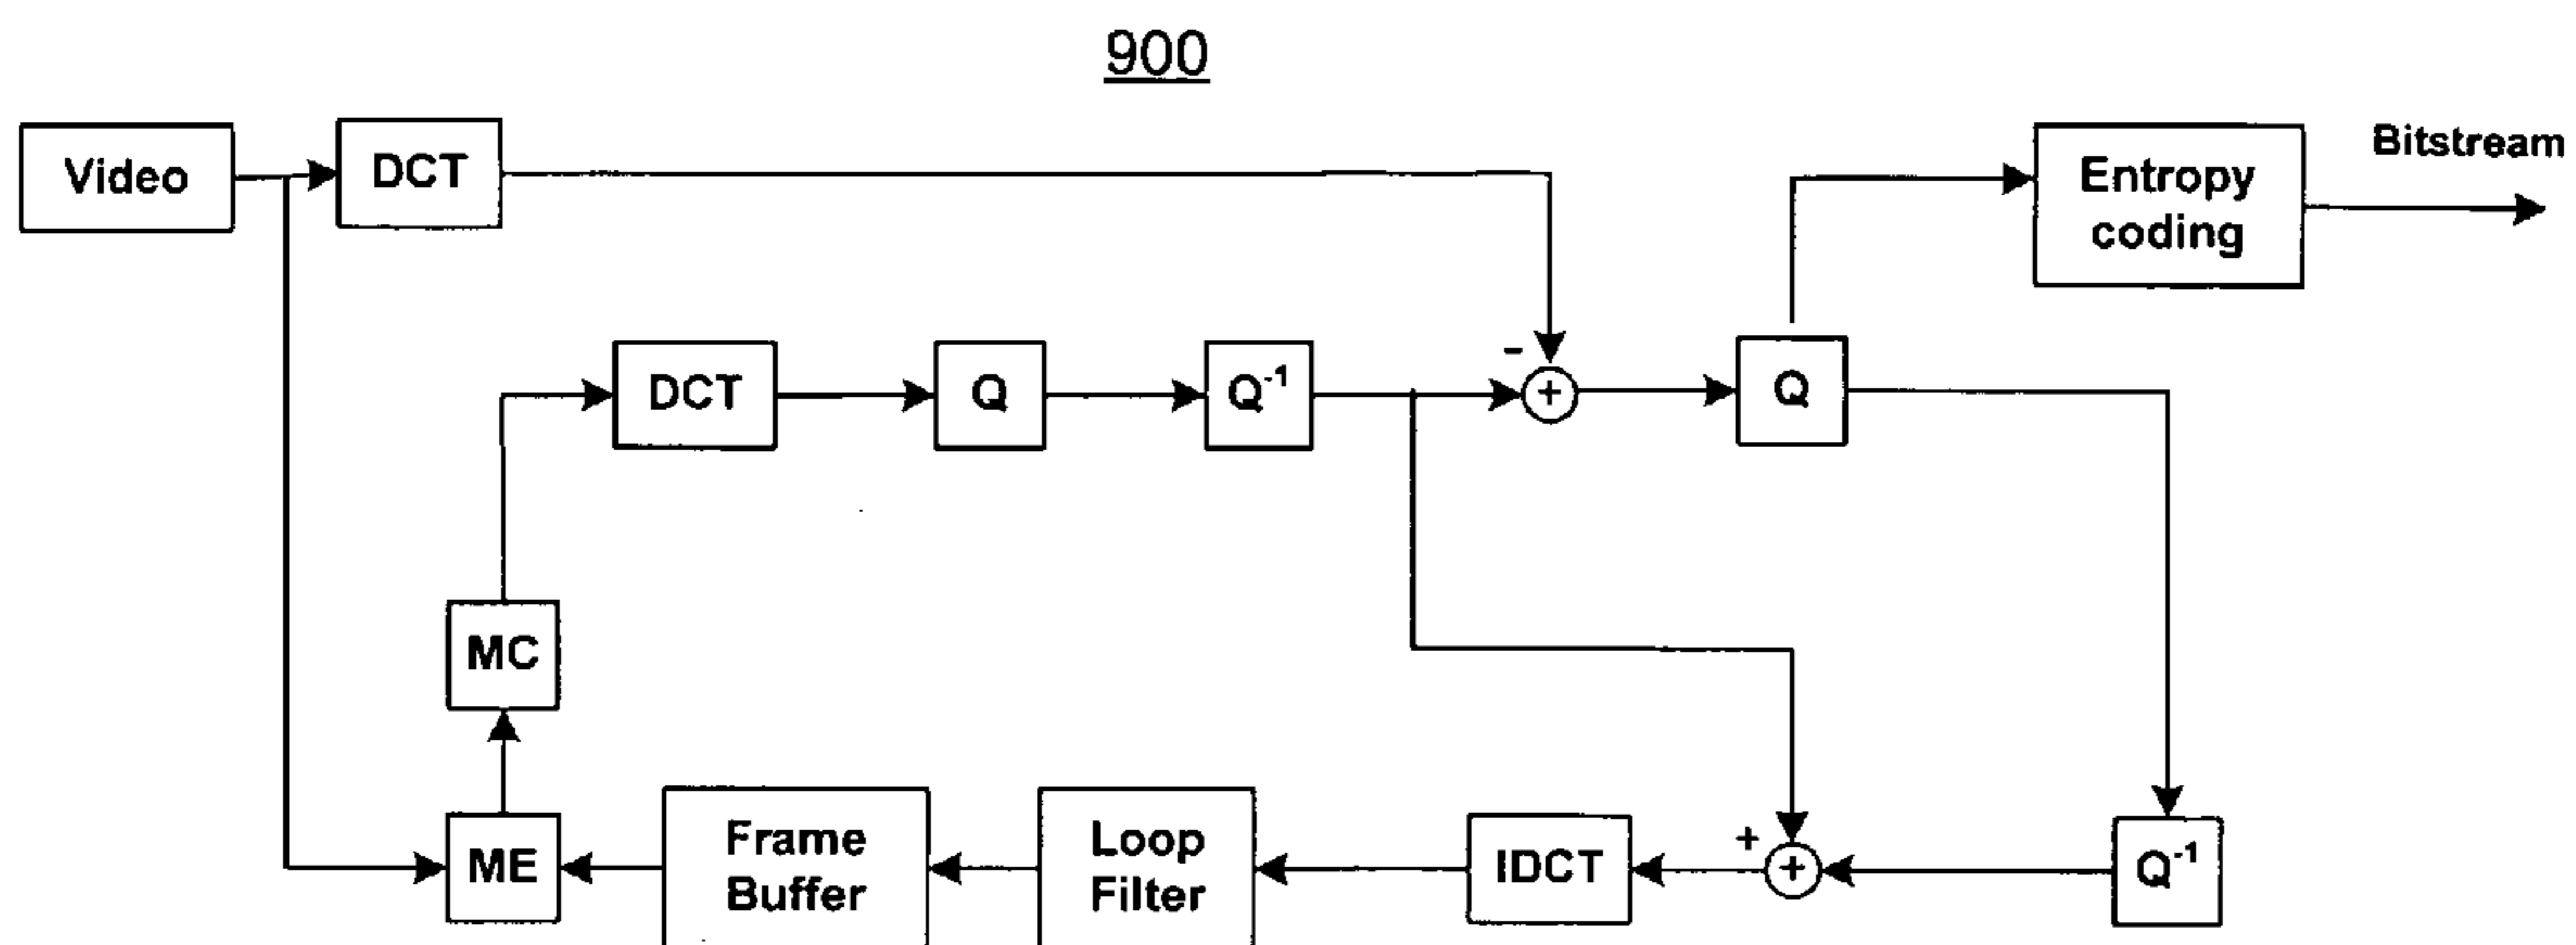 900
Video
DCT
Entropy
coding
Bitstream
DCT
Q
Q-1
-
+
Q
MC
ME
Frame
Buffer
Loop
Filter
IDCT
+
+
Q-1